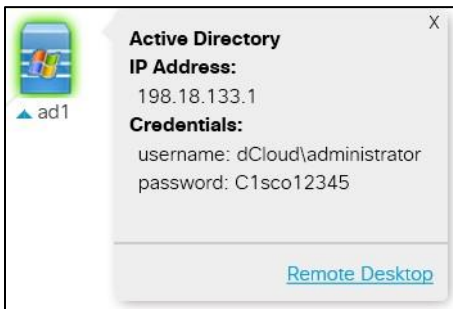 X
Active Directory
IP Address:
198.18.133.1
Credentials:
username: dCloud\administrator
password: C1sco12345
ad1
Remote Desktop